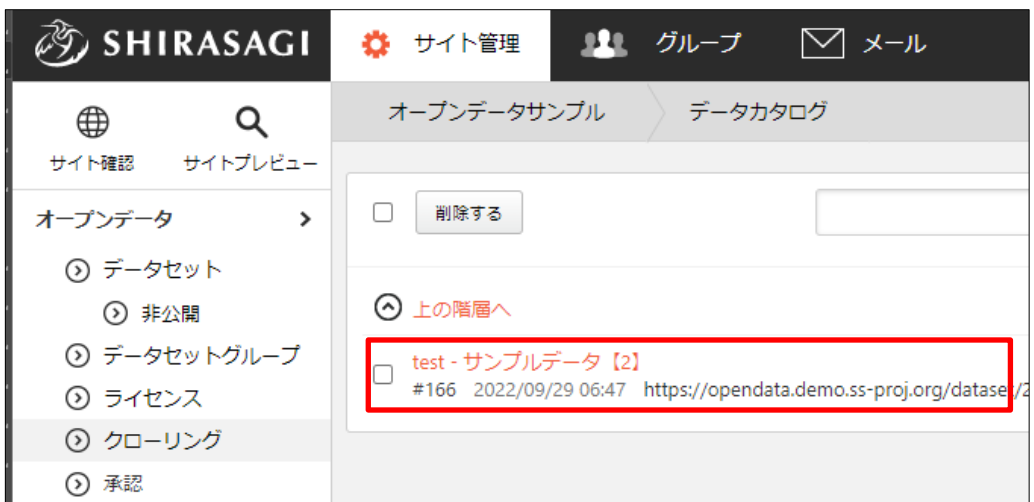 SHIRASAGI
サイト管理
グループ
メール
サイト確認
サイトプレビュー
オープンデータサンプル
データカタログ
オープンデータ
データセット
非公開
データセットグループ
ライセンス
クローリング
承認
削除する
上の階層へ
test - サンプルデータ【2】
#166 2022/09/29 06:47 https://opendata.demo.ss-proj.org/dataset/2